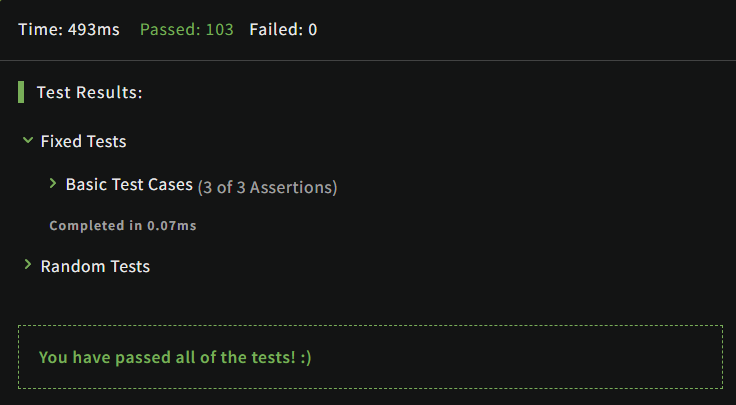 Time: 493ms Passed: 103 Failed: 0
Test Results:
Fixed Tests
Basic Test Cases (3 of 3 Assertions)
Completed in 0.07ms
Random Tests
You have passed all of the tests! :)